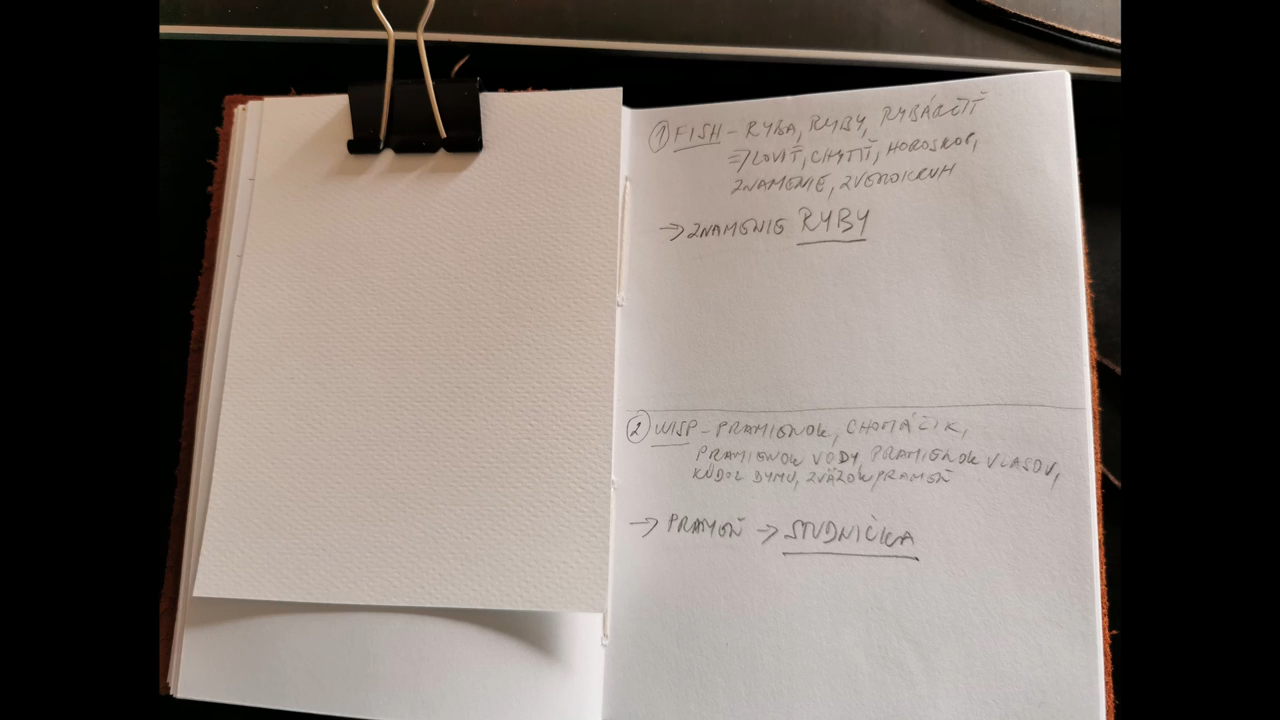 ① FISH - RYBA, RYBY, RYBÁRČIŤ
=> LOVIŤ, CHYTIŤ, HOROSKOP,
ZNAMENIE, ZVEROKRUH
→ ZNAMENIE RYBY
② WISP - PRAMIENOK, CHOMÁČIK,
PRAMIENOK VODY, PRAMIENOK VLASOV,
KÚDOL DYMU, ZVÄZOK, PRAMEŇ
→ PRAMEŇ → STUDNIČKA